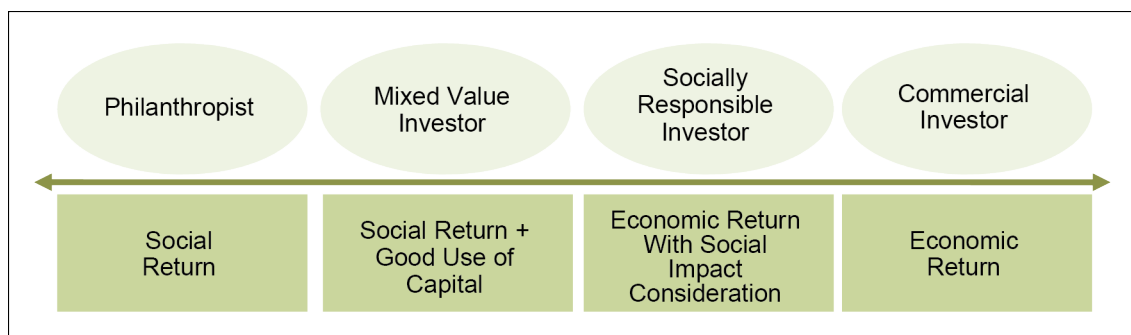 Philanthropist
Mixed Value
Investor
Socially
Responsible
Investor
Commercial
Investor
Social
Return
Social Return +
Good Use of
Capital
Economic Return
With Social
Impact
Consideration
Economic
Return